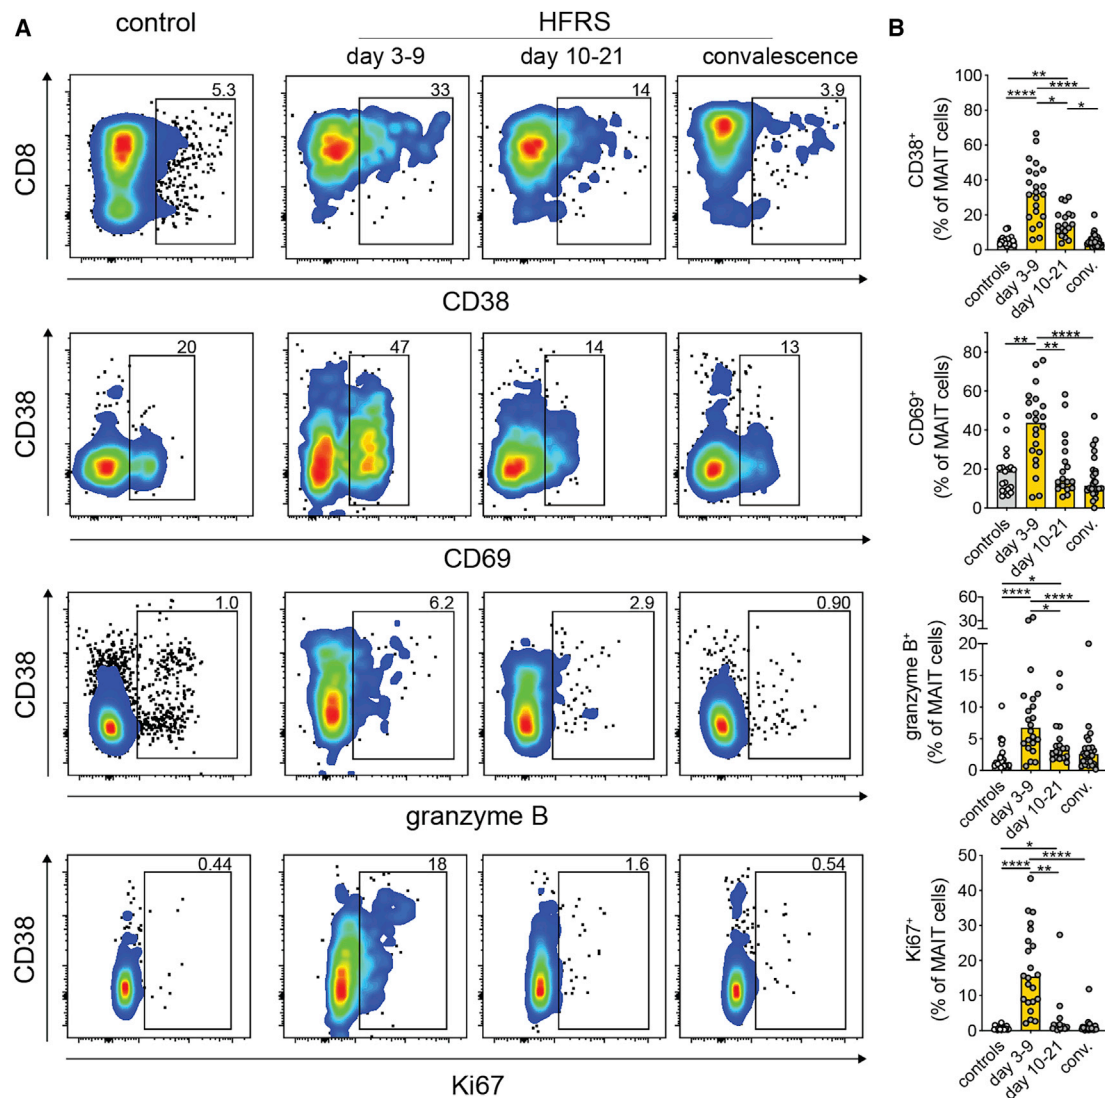 A
control
HFRS
day 3-9
day 10-21
convalescence
CD8
5.3
33
14
3.9
CD38
CD38
20
47
14
13
CD69
CD38
1.0
6.2
2.9
0.90
granzyme B
CD38
0.44
18
1.6
0.54
Ki67
B
CD38+
(% of MAIT cells)
100
80
60
40
20
0
**
****
****
*
*
controls
day 3-9
day 10-21
conv.
CD69+
(% of MAIT cells)
80
60
40
20
0
**
****
**
controls
day 3-9
day 10-21
conv.
granzyme B+
(% of MAIT cells)
60
30
20
15
10
5
0
*
****
****
*
controls
day 3-9
day 10-21
conv.
Ki67+
(% of MAIT cells)
50
40
30
20
10
0
*
****
****
**
controls
day 3-9
day 10-21
conv.